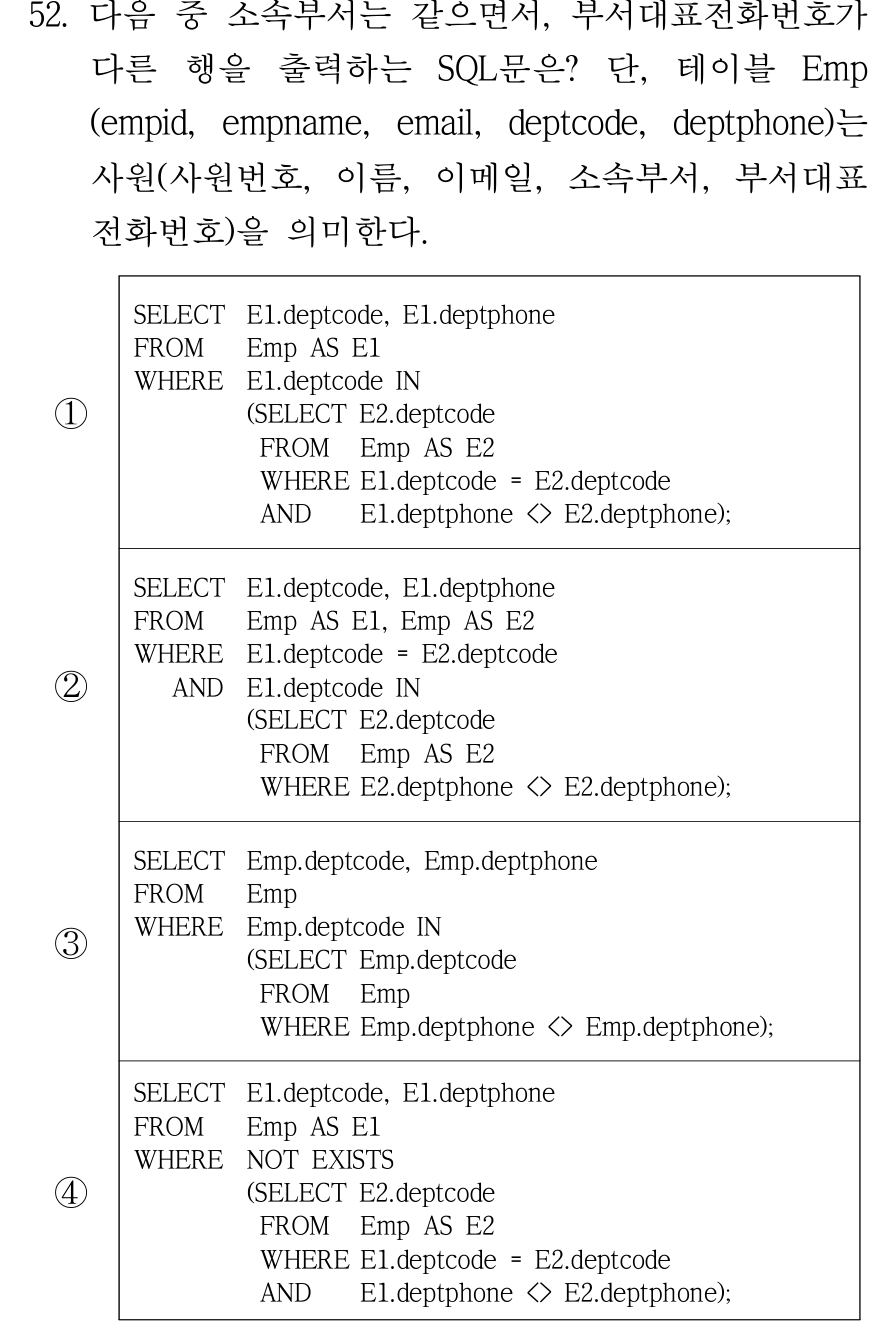 52. 다음 중 소속부서는 같으면서, 부서대표전화번호가
다른 행을 출력하는 SQL문은? 단, 테이블 Emp
(empid, empname, email, deptcode, deptphone)는
사원(사원번호, 이름, 이메일, 소속부서, 부서대표
전화번호)을 의미한다.
①
SELECT E1.deptcode, E1.deptphone
FROM Emp AS E1
WHERE E1.deptcode IN
(SELECT E2.deptcode
FROM Emp AS E2
WHERE E1.deptcode = E2.deptcode
AND E1.deptphone <> E2.deptphone);
②
SELECT E1.deptcode, E1.deptphone
FROM Emp AS E1, Emp AS E2
WHERE E1.deptcode = E2.deptcode
AND E1.deptcode IN
(SELECT E2.deptcode
FROM Emp AS E2
WHERE E2.deptphone <> E2.deptphone);
③
SELECT Emp.deptcode, Emp.deptphone
FROM Emp
WHERE Emp.deptcode IN
(SELECT Emp.deptcode
FROM Emp
WHERE Emp.deptphone <> Emp.deptphone);
④
SELECT E1.deptcode, E1.deptphone
FROM Emp AS E1
WHERE NOT EXISTS
(SELECT E2.deptcode
FROM Emp AS E2
WHERE E1.deptcode = E2.deptcode
AND E1.deptphone <> E2.deptphone);